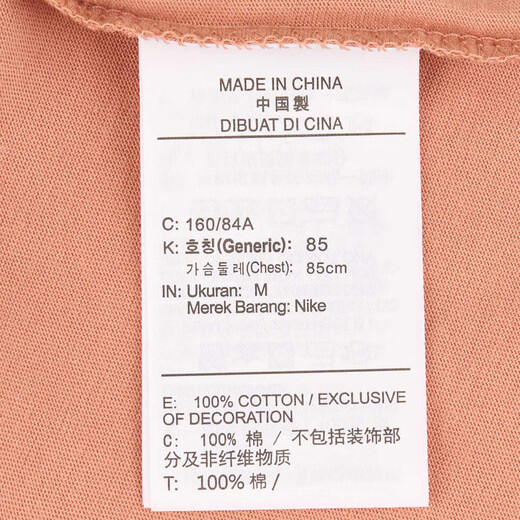 MADE IN CHINA
中国製
DIBUAT DI CINA
C: 160/84A
K: 호칭(Generic): 85
가슴둘레(Chest): 85cm
IN: Ukuran: M
Merek Barang: Nike
E: 100% COTTON / EXCLUSIVE
OF DECORATION
C: 100% 棉 / 不包括装饰部
分及非纤维物质
T: 100% 棉 /